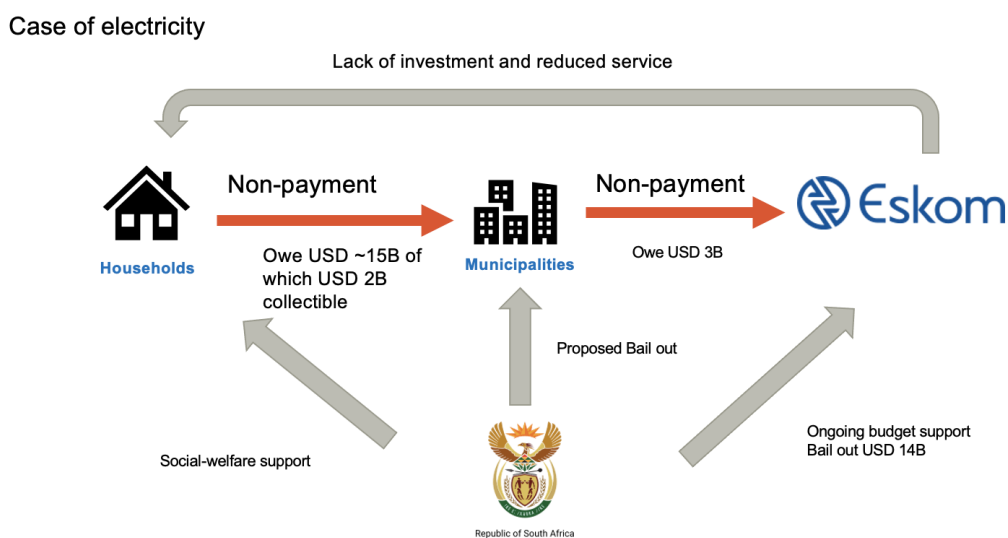 Case of electricity
Lack of investment and reduced service
Non-payment
Non-payment
Eskom
Households
Municipalities
Owe USD ~15B of
which USD 2B
collectible
Owe USD 3B
Proposed Bail out
Social-welfare support
Ongoing budget support
Bail out USD 14B
Republic of South Africa